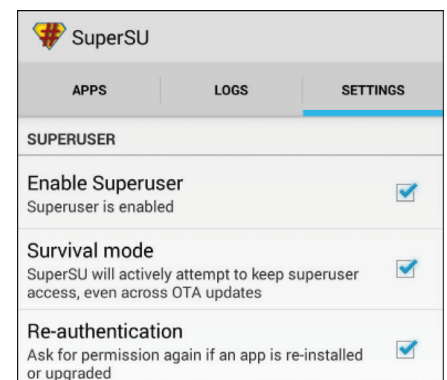 SuperSU
APPS LOGS SETTINGS
SUPERUSER
Enable Superuser
Superuser is enabled
Survival mode
SuperSU will actively attempt to keep superuser
access, even across OTA updates
Re-authentication
Ask for permission again if an app is re-installed
or upgraded